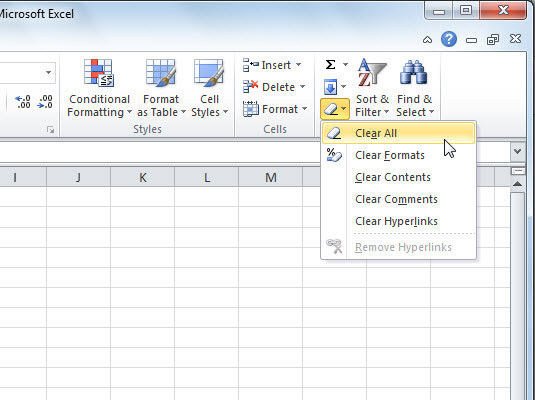 Microsoft Excel
Insert
Σ
Delete
Format
Conditional
Formatting
Format
as Table
Cell
Styles
Sort &
Filter
Find &
Select
Styles
Cells
Clear All
Clear Formats
Clear Contents
Clear Comments
Clear Hyperlinks
Remove Hyperlinks
I J K L M